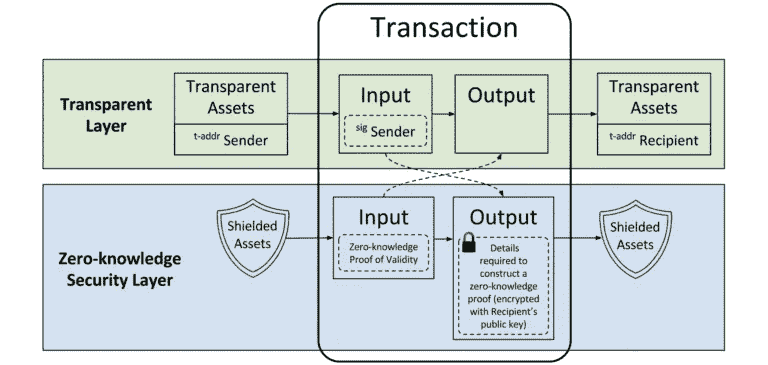 Transaction
Transparent
Layer
Transparent
Assets
t-addr Sender
Input
sig Sender
Output
Transparent
Assets
t-addr Recipient
Zero-knowledge
Security Layer
Shielded
Assets
Input
Zero-knowledge
Proof of Validity
Output
Details
required to
construct a
zero-knowledge
proof (encrypted
with Recipient's
public key)
Shielded
Assets